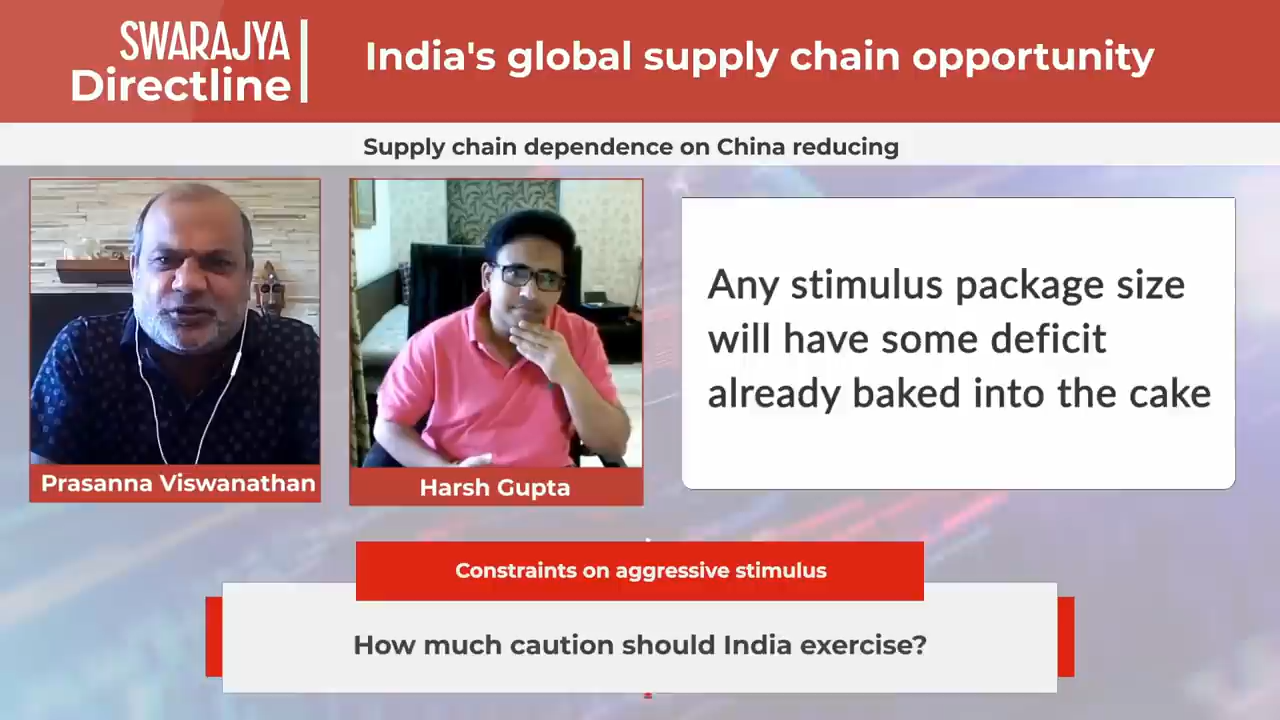 SWARAJYA
Directline
India's global supply chain opportunity
Supply chain dependence on China reducing
Prasanna Viswanathan
Harsh Gupta
Any stimulus package size
will have some deficit
already baked into the cake
Constraints on aggressive stimulus
How much caution should India exercise?